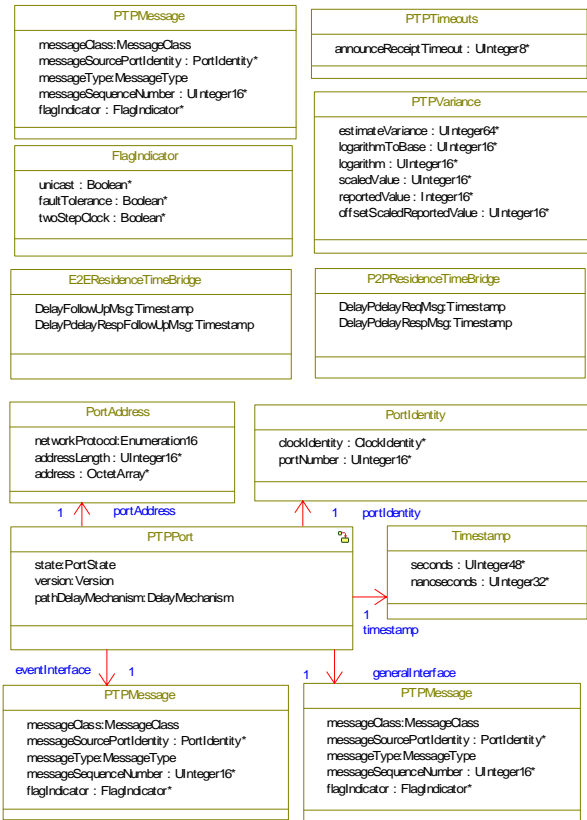 PTPMessage
messageClass:MessageClass
messageSourcePortIdentity : PortIdentity*
messageType:MessageType
messageSequenceNumber : UInteger16*
flagIndicator : FlagIndicator*
PTPTimeouts
announceReceiptTimeout : UInteger8*
PTPVariance
estimateVariance : UInteger64*
logarithmToBase : UInteger16*
logarithm : UInteger16*
scaledValue : UInteger16*
reportedValue : Integer16*
offsetScaledReportedValue : UInteger16*
FlagIndicator
unicast : Boolean*
faultTolerance : Boolean*
twoStepClock : Boolean*
E2EResidenceTimeBridge
DelayFollowUpMsg:Timestamp
DelayPdelayRespFollowUpMsg:Timestamp
P2PResidenceTimeBridge
DelayPdelayReqMsg:Timestamp
DelayPdelayRespMsg:Timestamp
PortAddress
networkProtocol:Enumeration16
addressLength : UInteger16*
address : OctetArray*
PortIdentity
clockIdentity : ClockIdentity*
portNumber : UInteger16*
1 portAddress
1 portIdentity
PTPPort
state:PortState
version:Version
pathDelayMechanism:DelayMechanism
Timestamp
seconds : UInteger48*
nanoseconds : UInteger32*
1
timestamp
eventInterface 1
1 generalInterface
PTPMessage
messageClass:MessageClass
messageSourcePortIdentity : PortIdentity*
messageType:MessageType
messageSequenceNumber : UInteger16*
flagIndicator : FlagIndicator*
PTPMessage
messageClass:MessageClass
messageSourcePortIdentity : PortIdentity*
messageType:MessageType
messageSequenceNumber : UInteger16*
flagIndicator : FlagIndicator*